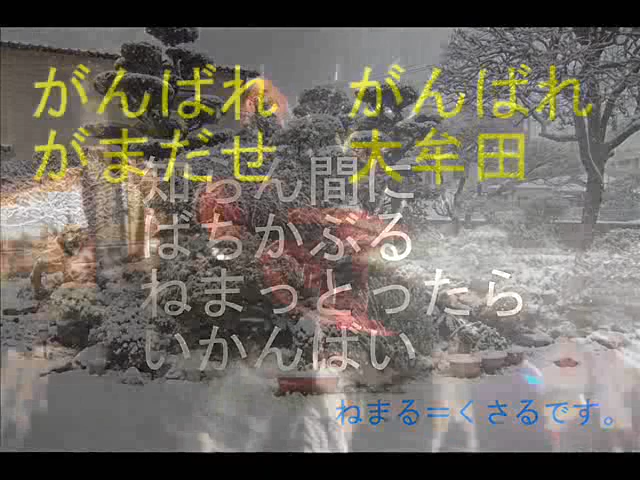 がんばれ　がんばれ
がまだせ　大牟田
知らん間に
ばちかぶる
ねまっとったら
いかんばい
ねまる＝くさるです。